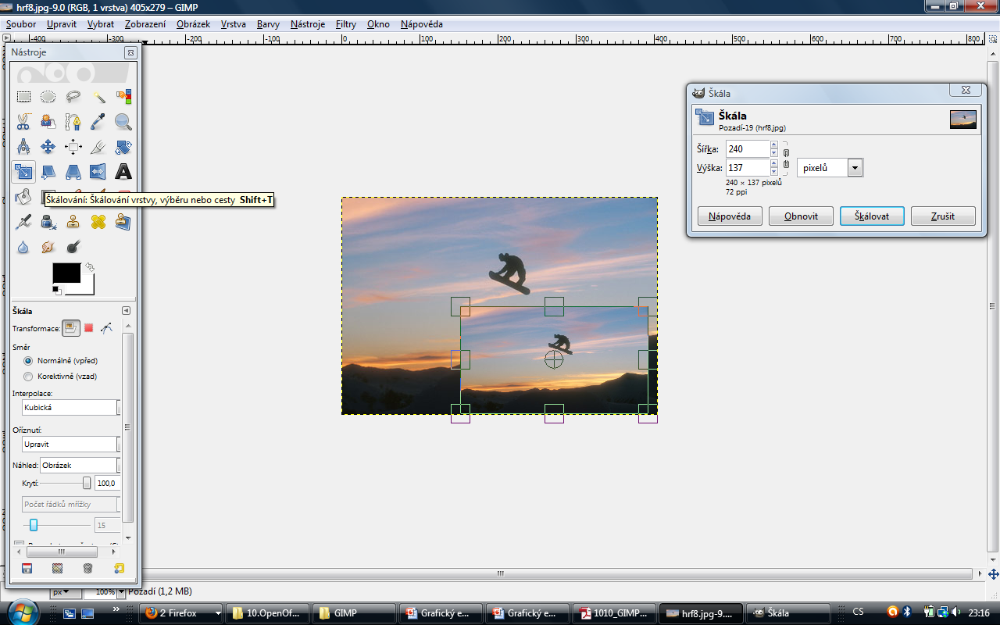 hrf8.jpg-9.0 (RGB, 1 vrstva) 405x279 – GIMP
Soubor Upravit Vybrat Zobrazení Obrázek Vrstva Barvy Nástroje Filtry Okno Nápověda
-400 -300 -200 -100 0 100 200 300 400 500 600 700 800
Nástroje
Škálování: Škálování vrstvy, výběru nebo cesty Shift+T
Škála
Transformace:
Směr
Normálně (vpřed)
Korektivně (vzad)
Interpolace:
Kubická
Oříznutí:
Upravit
Náhled: Obrázek
Krytí: 100,0
Počet řádků mřížky
15
Škála
Škála
Pozadí-19 (hrf8.jpg)
Šířka: 240
Výška: 137 pixelů
240 × 137 pixelů
72 ppi
Nápověda Obnovit Škálovat Zrušit
px 100% Pozadí (1,2 MB)
2 Firefox 10.OpenOf... GIMP Grafický e... Grafický e... 1010_GIMP... hrf8.jpg-9.... Škála CS 23:16